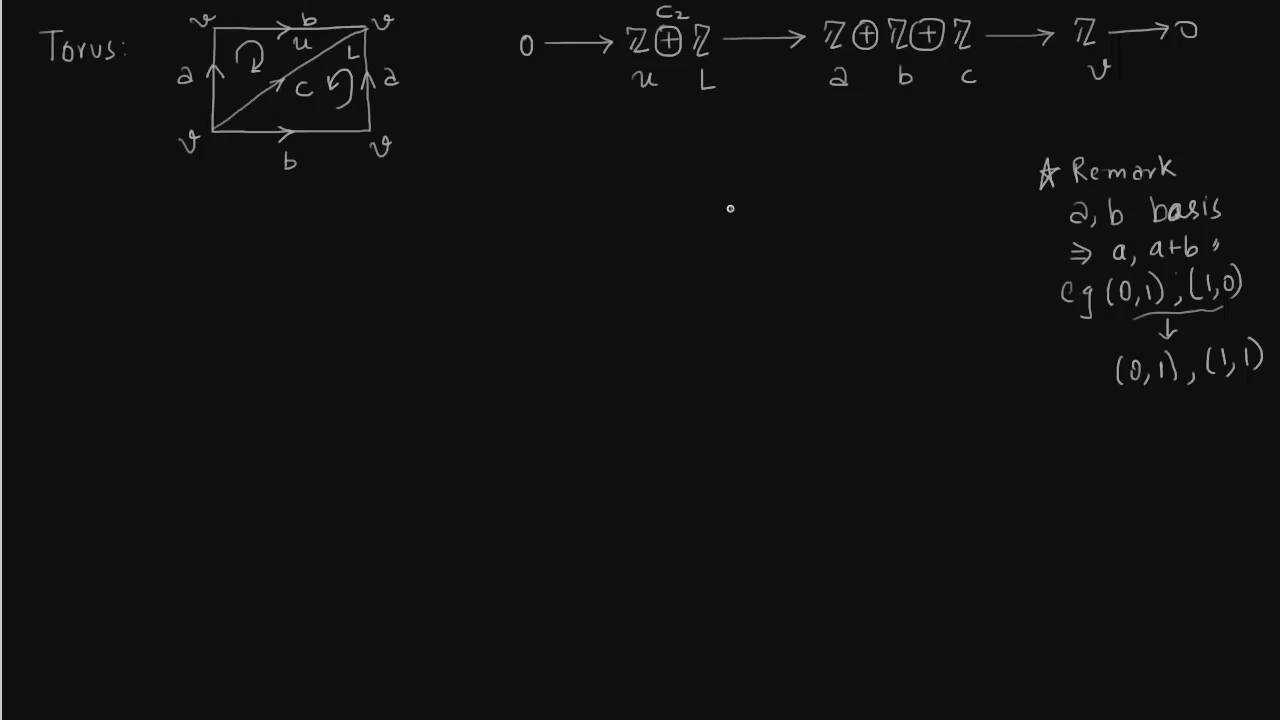 Torus:
v b v
u
L
a c a
v v
b
C₂
0 ⟶ ℤ ⊕ ℤ ⟶ ℤ ⊕ ℤ ⊕ ℤ ⟶ ℤ ⟶ 0
u L a b c v
☆ Remark
a, b basis
⇒ a, a+b "
eg (0,1), (1,0)
↓
(0,1), (1,1)